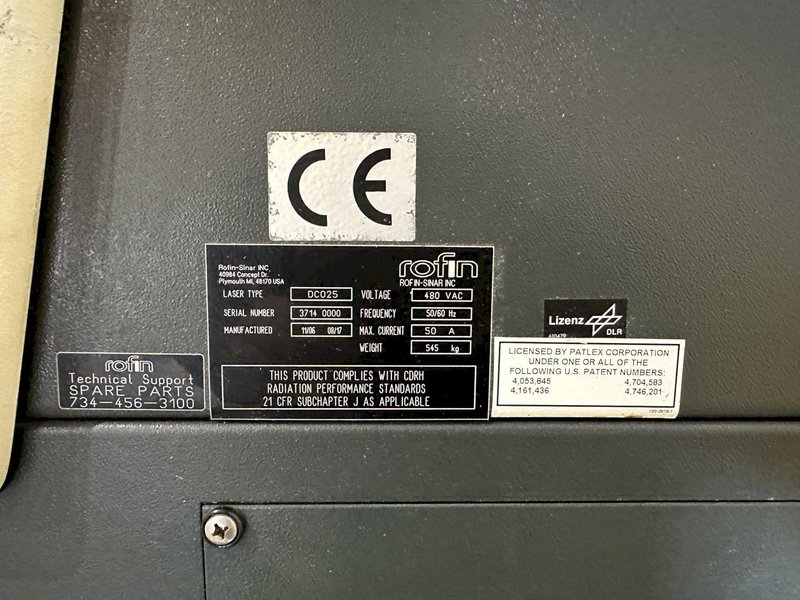 CE
Rofin-Sinar INC
40984 Concept Dr.
Plymouth MI, 48170 USA
rofin
ROFIN-SINAR INC
LASER TYPE DC025 VOLTAGE 480 VAC
SERIAL NUMBER 3714 0000 FREQUENCY 50/60 Hz
MANUFACTURED 11/06 08/17 MAX. CURRENT 50 A
WEIGHT 545 kg
THIS PRODUCT COMPLIES WITH CDRH
RADIATION PERFORMANCE STANDARDS
21 CFR SUBCHAPTER J AS APPLICABLE
rofin
Technical Support
SPARE PARTS
734-456-3100
Lizenz
DLR
LICENSED BY PATLEX CORPORATION
UNDER ONE OR ALL OF THE
FOLLOWING U.S. PATENT NUMBERS:
4,053,845 4,704,583
4,161,436 4,746,201